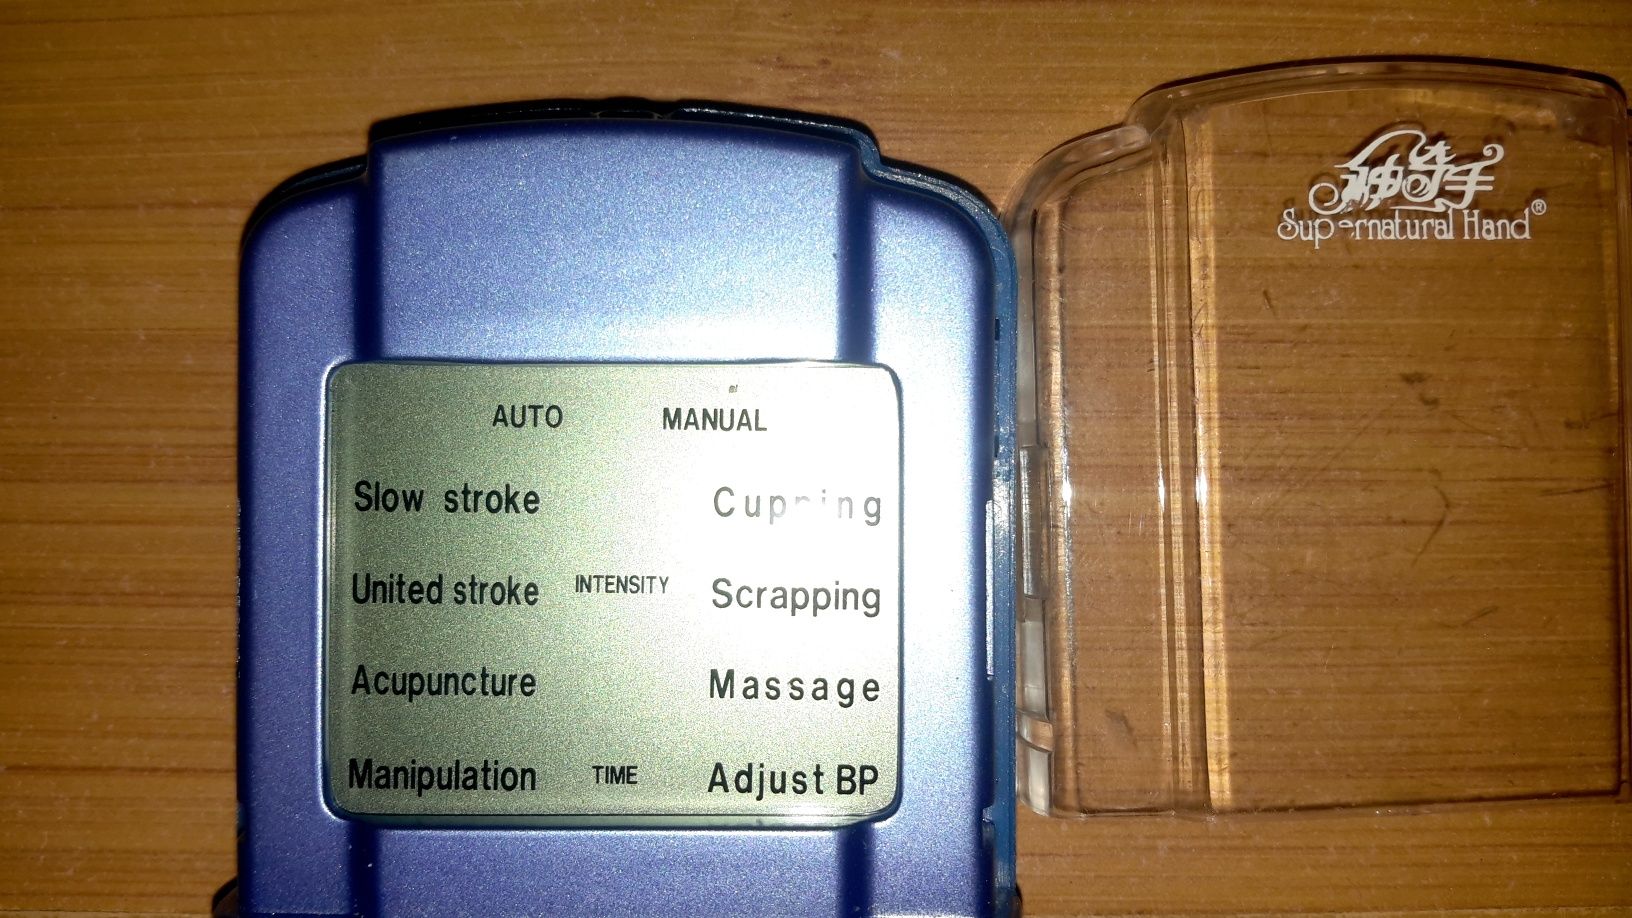 神奇手
Supernatural Hand®
AUTO MANUAL
Slow stroke Cupping
United stroke INTENSITY Scrapping
Acupuncture Massage
Manipulation TIME Adjust BP